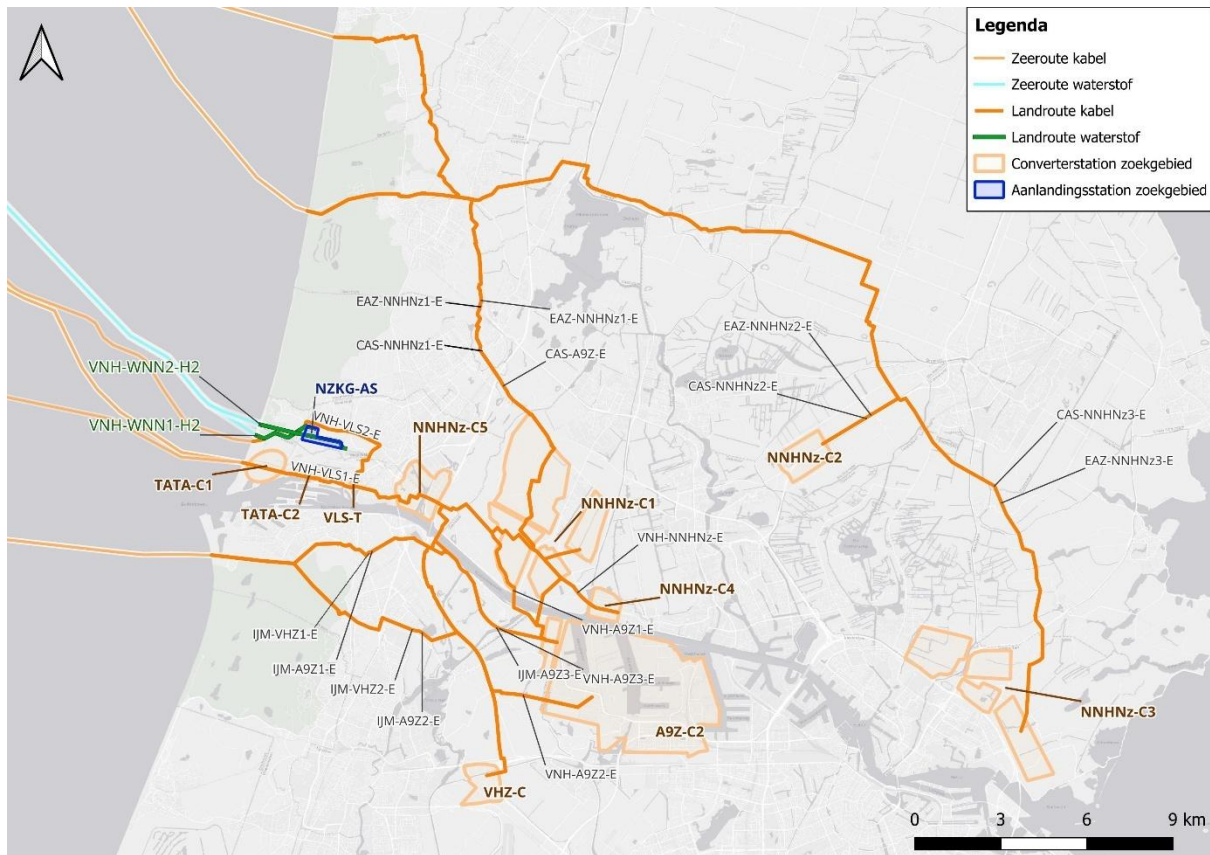 Legenda
Zeeroute kabel
Zeeroute waterstof
Landroute kabel
Landroute waterstof
Converterstation zoekgebied
Aanlandingsstation zoekgebied
EAZ-NNHNz1-E
EAZ-NNHNz1-E
CAS-NNHNz1-E
CAS-A9Z-E
EAZ-NNHNz2-E
CAS-NNHNz2-E
VNH-WNN2-H2
NZKG-AS
VNH-VLS2-E
VNH-WNN1-H2
NNHNz-C5
CAS-NNHNz3-E
NNHNz-C2
EAZ-NNHNz3-E
VNH-VLS1-E
TATA-C1
TATA-C2
VLS-T
NNHNz-C1
VNH-NNHNz-E
NNHNz-C4
VNH-A9Z1-E
IJM-VHZ1-E
IJM-A9Z1-E
IJM-A9Z3-E
VNH-A9Z3-E
IJM-VHZ2-E
IJM-A9Z2-E
A9Z-C2
NNHNz-C3
VNH-A9Z2-E
VHZ-C
0 3 6 9 km